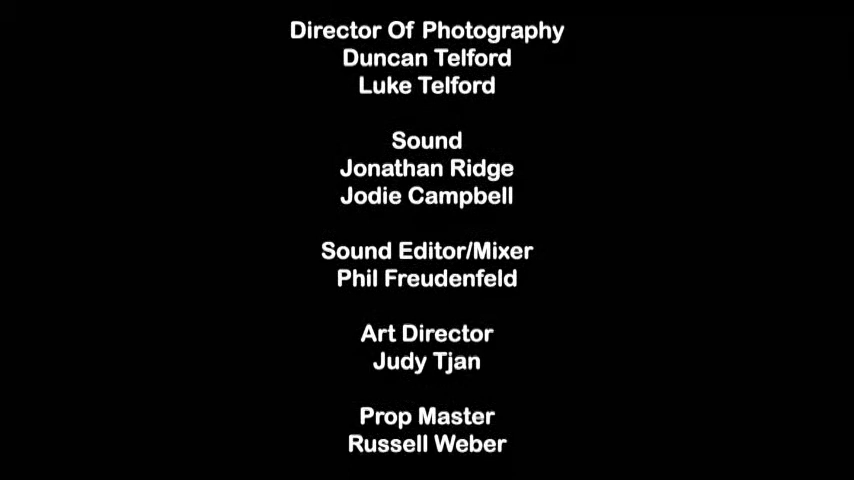 Director Of Photography
Duncan Telford
Luke Telford
Sound
Jonathan Ridge
Jodie Campbell
Sound Editor/Mixer
Phil Freudenfeld
Art Director
Judy Tjan
Prop Master
Russell Weber